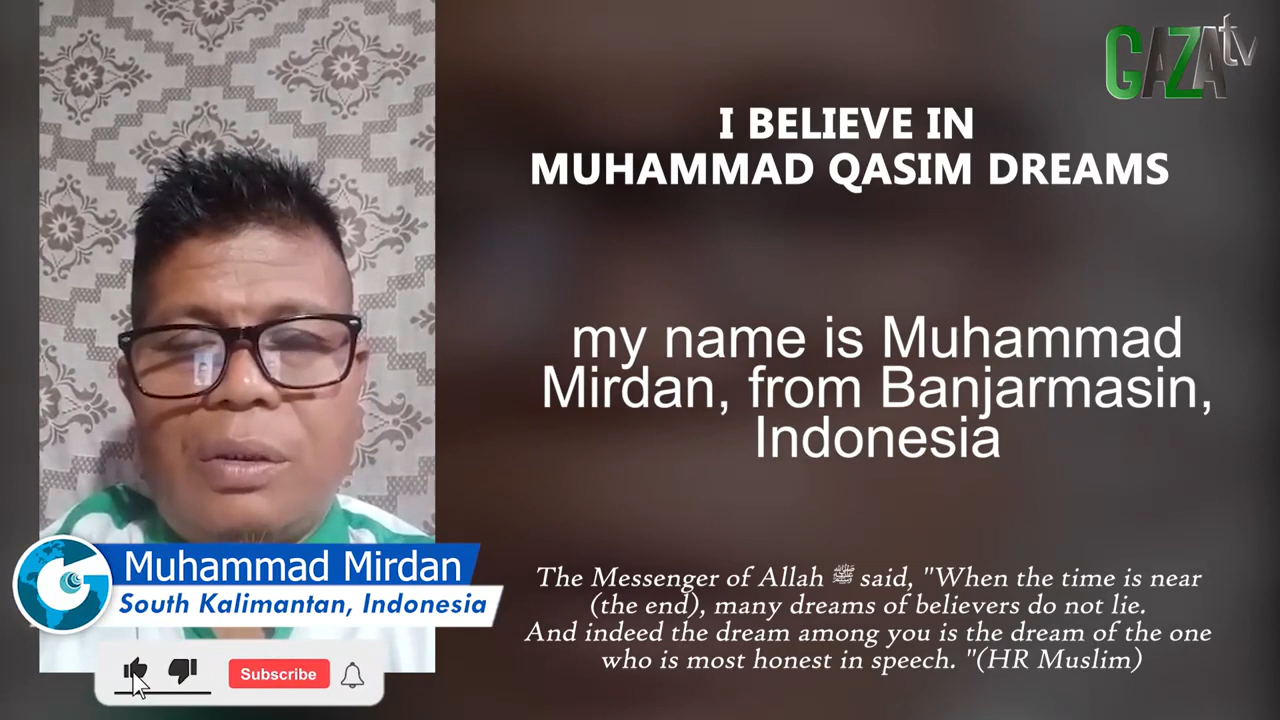 GAZAtv
I BELIEVE IN
MUHAMMAD QASIM DREAMS
my name is Muhammad
Mirdan, from Banjarmasin,
Indonesia
Muhammad Mirdan
South Kalimantan, Indonesia
Subscribe
The Messenger of Allah ﷺ said, "When the time is near
(the end), many dreams of believers do not lie.
And indeed the dream among you is the dream of the one
who is most honest in speech. "(HR Muslim)